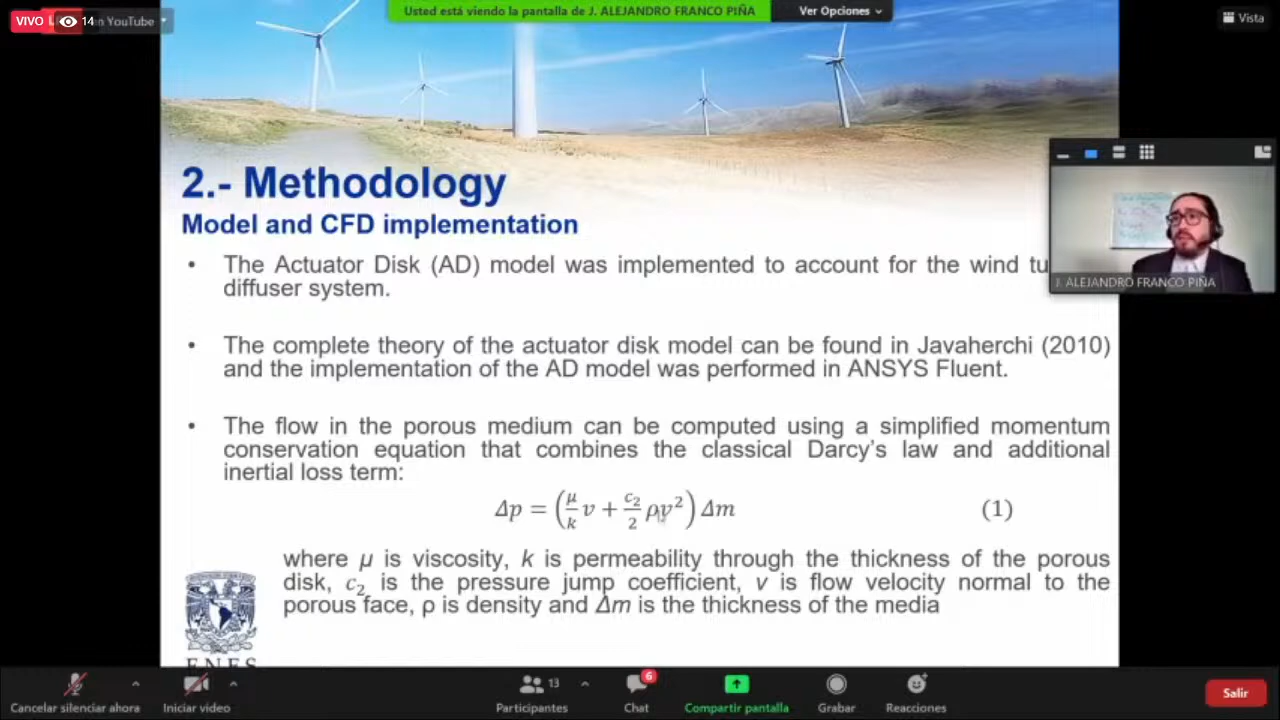 VIVO
14
n YouTube
Usted está viendo la pantalla de J. ALEJANDRO FRANCO PIÑA
Ver Opciones
Vista
2.- Methodology
Model and CFD implementation
• The Actuator Disk (AD) model was implemented to account for the wind
diffuser system.
• The complete theory of the actuator disk model can be found in Javaherchi (2010)
and the implementation of the AD model was performed in ANSYS Fluent.
• The flow in the porous medium can be computed using a simplified momentum
conservation equation that combines the classical Darcy's law and additional
inertial loss term:
Δp = (μ/k v + c₂/2 ρv²) Δm (1)
where μ is viscosity, k is permeability through the thickness of the porous
disk, c₂ is the pressure jump coefficient, v is flow velocity normal to the
porous face, ρ is density and Δm is the thickness of the media
ENES
J. ALEJANDRO FRANCO PIÑA
Cancelar silenciar ahora
Iniciar video
13
Participantes
6
Chat
Compartir pantalla
Grabar
Reacciones
Salir